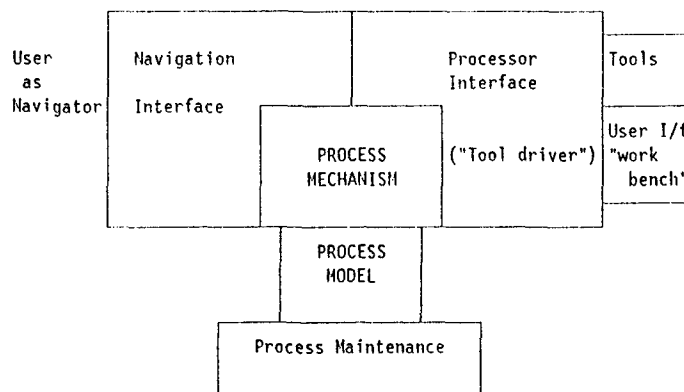 User
as
Navigator
Navigation
Interface
Processor
Interface
("Tool driver")
Tools
User I/f
"work
bench"
PROCESS
MECHANISM
PROCESS
MODEL
Process Maintenance